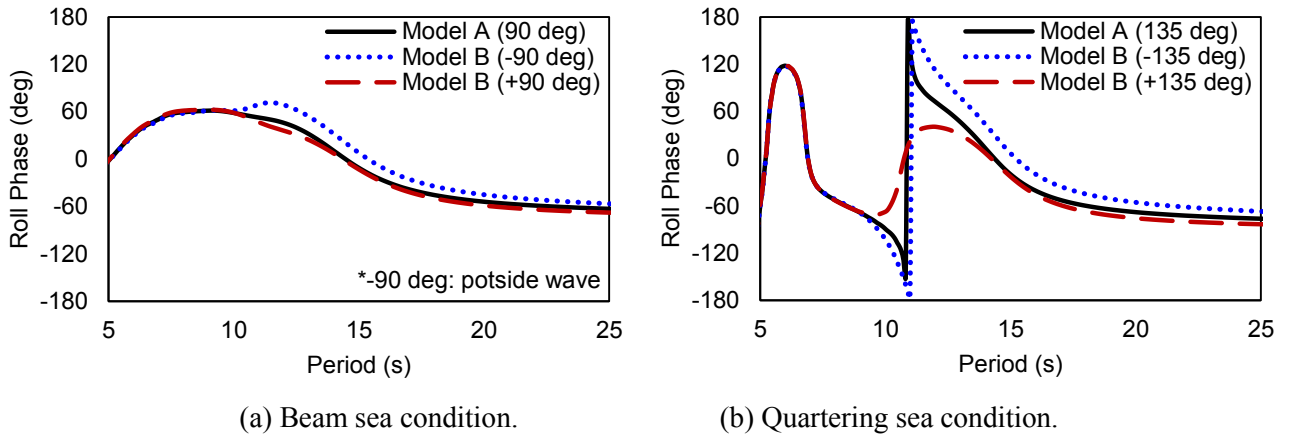 Roll Phase (deg)
180
120
60
0
-60
-120
-180
Model A (90 deg)
Model B (-90 deg)
Model B (+90 deg)
*-90 deg: potside wave
5 10 15 20 25
Period (s)
(a) Beam sea condition.
Roll Phase (deg)
180
120
60
0
-60
-120
-180
Model A (135 deg)
Model B (-135 deg)
Model B (+135 deg)
5 10 15 20 25
Period (s)
(b) Quartering sea condition.